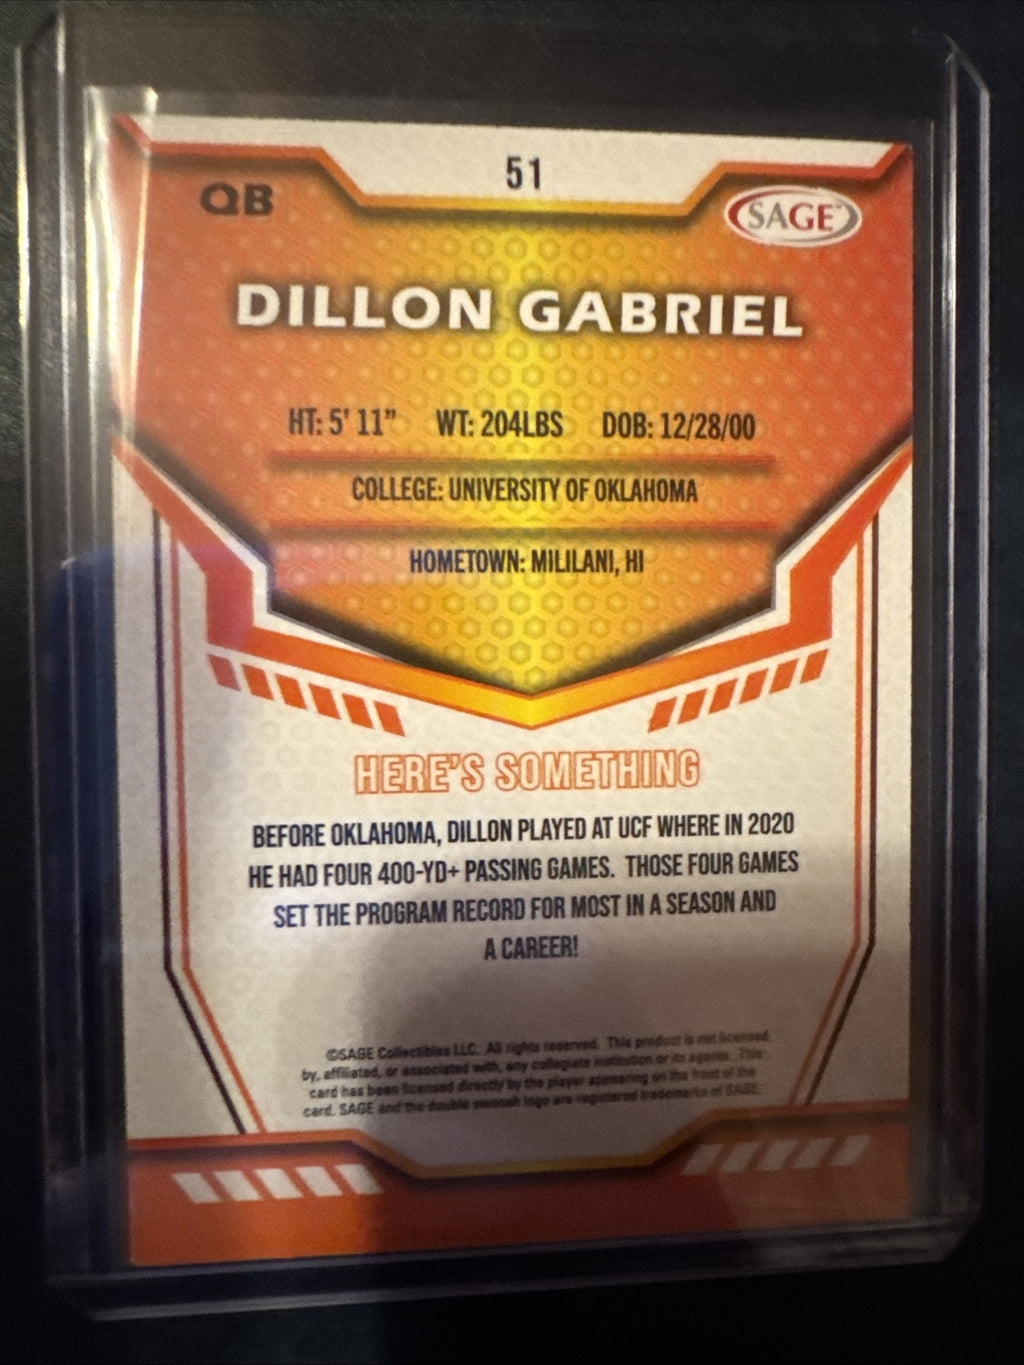 51
QB
SAGE™
DILLON GABRIEL
HT: 5' 11" WT: 204LBS DOB: 12/28/00
COLLEGE: UNIVERSITY OF OKLAHOMA
HOMETOWN: MILILANI, HI
HERE'S SOMETHING
BEFORE OKLAHOMA, DILLON PLAYED AT UCF WHERE IN 2020
HE HAD FOUR 400-YD+ PASSING GAMES. THOSE FOUR GAMES
SET THE PROGRAM RECORD FOR MOST IN A SEASON AND
A CAREER!
©SAGE Collectibles LLC. All rights reserved. This product is not licensed
by, affiliated, or associated with, any collegiate institution or its agents. This
card has been licensed directly by the player appearing on the front of the
card. SAGE and the double swoosh logo are registered trademarks of SAGE.